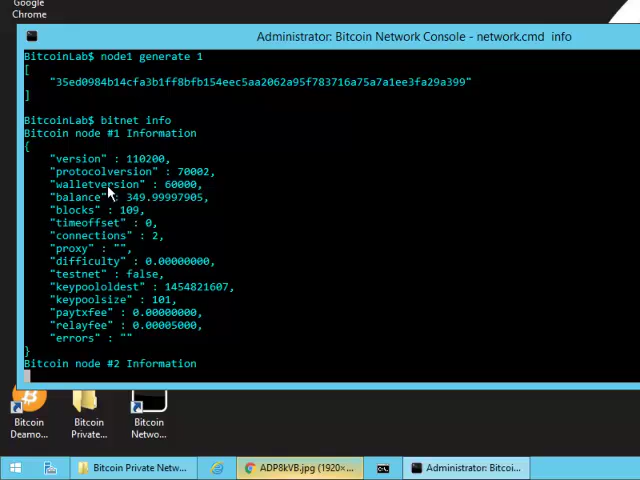 Google
Chrome
Administrator: Bitcoin Network Console - network.cmd  info
BitcoinLab$ node1 generate 1
[
    "35ed0984b14cfa3b1ff8bfb154eec5aa2062a95f783716a75a7a1ee3fa29a399"
]
BitcoinLab$ bitnet info
Bitcoin node #1 Information
{
    "version" : 110200,
    "protocolversion" : 70002,
    "walletversion" : 60000,
    "balance" : 349.99997905,
    "blocks" : 109,
    "timeoffset" : 0,
    "connections" : 2,
    "proxy" : "",
    "difficulty" : 0.00000000,
    "testnet" : false,
    "keypoololdest" : 1454821607,
    "keypoolsize" : 101,
    "paytxfee" : 0.00000000,
    "relayfee" : 0.00005000,
    "errors" : ""
}
Bitcoin node #2 Information
Bitcoin
Deamo...
Bitcoin
Private...
Bitcoin
Netwo...
Bitcoin Private Netw...
ADP8kVB.jpg (1920×...
Administrator: Bitcoi...